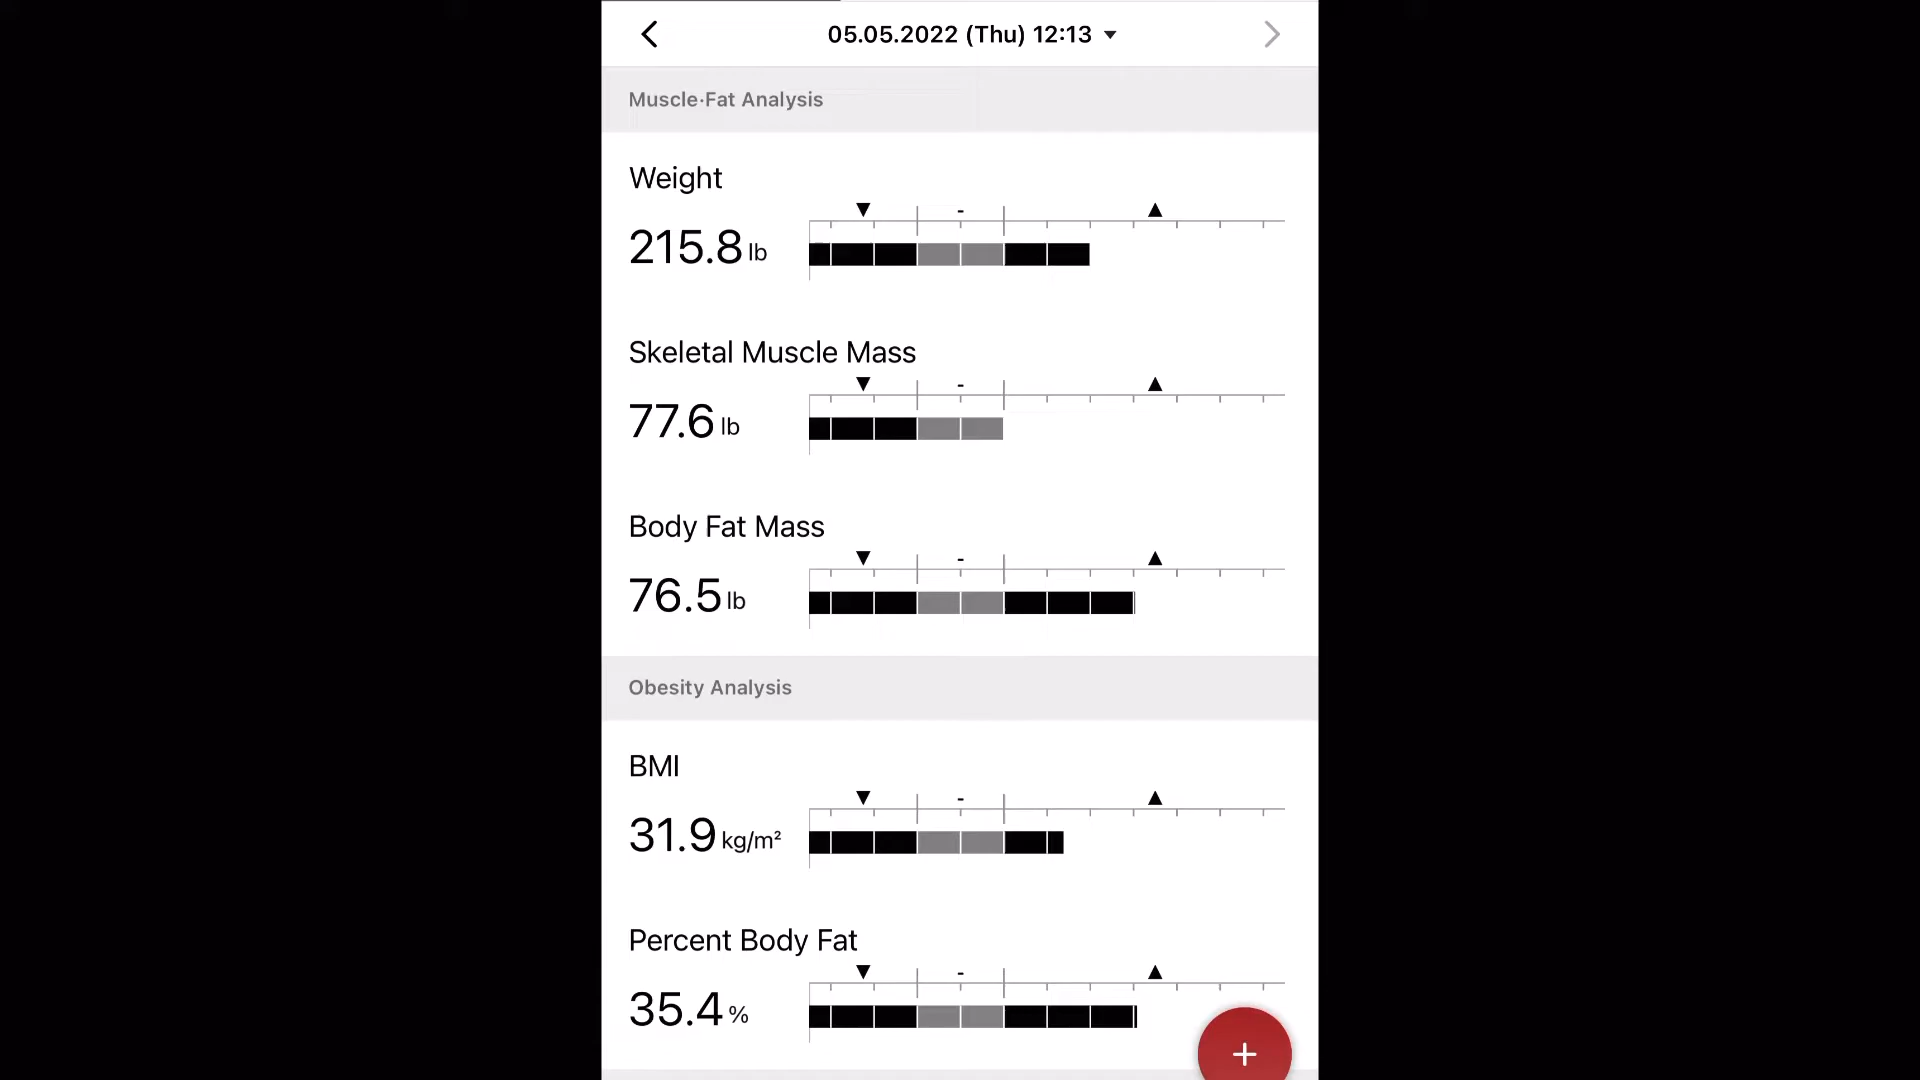 05.05.2022 (Thu) 12:13 ▼
Muscle·Fat Analysis
Weight
▼ - ▲
215.8 lb
Skeletal Muscle Mass
▼ - ▲
77.6 lb
Body Fat Mass
▼ - ▲
76.5 lb
Obesity Analysis
BMI
▼ - ▲
31.9 kg/m²
Percent Body Fat
▼ - ▲
35.4 %
+